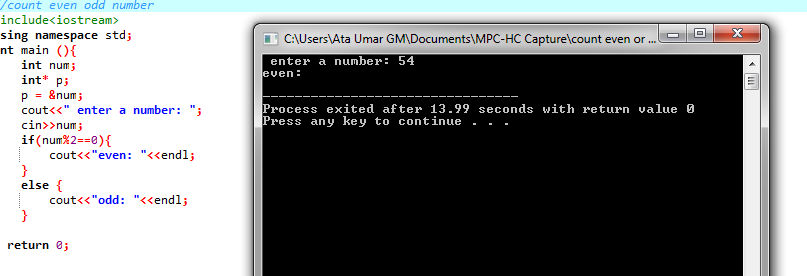 /count even odd number
include<iostream>
sing namespace std;
nt main (){
int num;
int* p;
p = &num;
cout<<" enter a number: ";
cin>>num;
if(num%2==0){
cout<<"even: "<<endl;
}
else {
cout<<"odd: "<<endl;
}
return 0;
C:\Users\Ata Umar GM\Documents\MPC-HC Capture\count even or ...
enter a number: 54
even:
--------------------------------
Process exited after 13.99 seconds with return value 0
Press any key to continue . . .